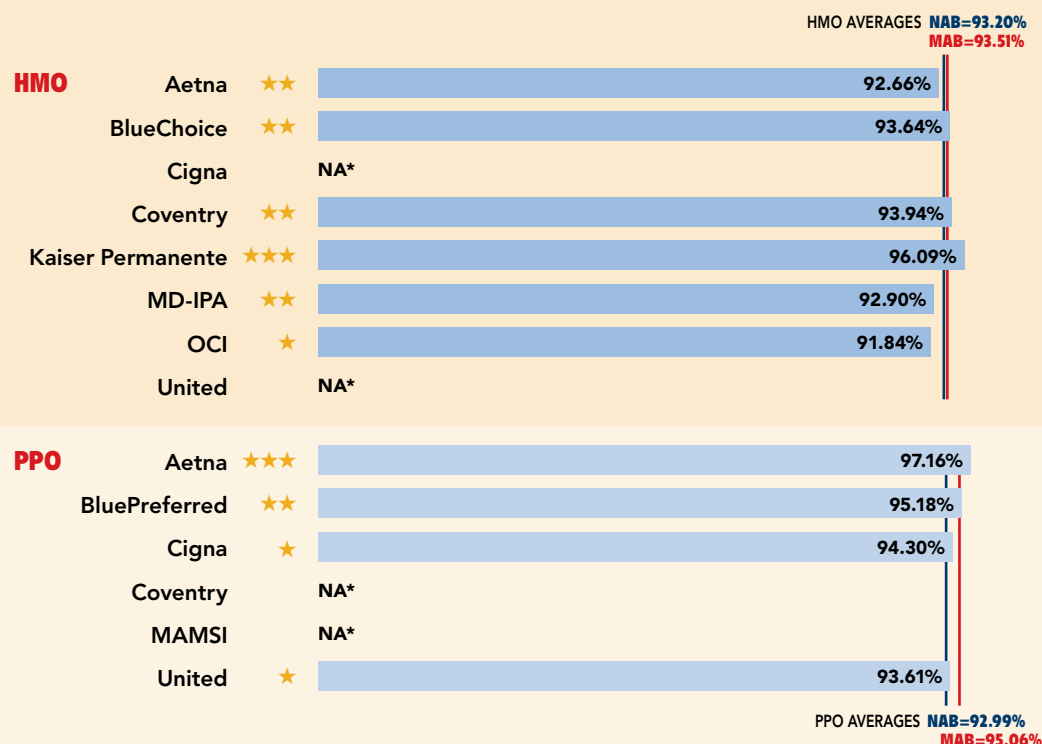 HMO AVERAGES NAB=93.20%
MAB=93.51%
HMO Aetna ★★ 92.66%
BlueChoice ★★ 93.64%
Cigna NA*
Coventry ★★ 93.94%
Kaiser Permanente ★★★ 96.09%
MD-IPA ★★ 92.90%
OCI ★ 91.84%
United NA*
PPO Aetna ★★★ 97.16%
BluePreferred ★★ 95.18%
Cigna ★ 94.30%
Coventry NA*
MAMSI NA*
United ★ 93.61%
PPO AVERAGES NAB=92.99%
MAB=95.06%